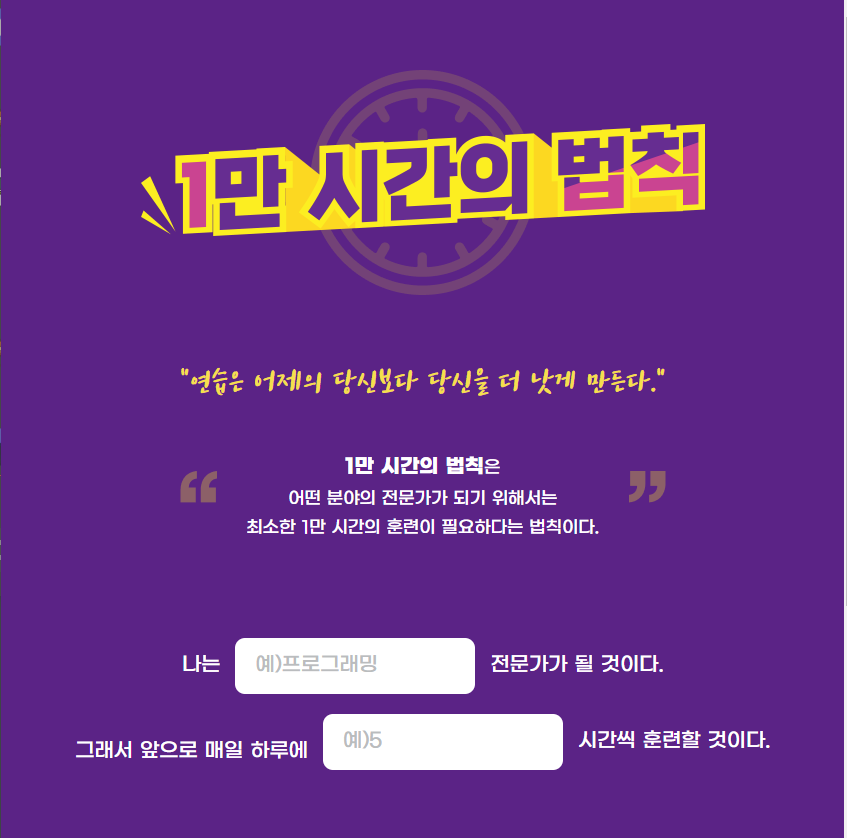 1만 시간의 법칙
"연습은 어제의 당신보다 당신을 더 낫게 만든다."
1만 시간의 법칙은
어떤 분야의 전문가가 되기 위해서는
최소한 1만 시간의 훈련이 필요하다는 법칙이다.
나는 예)프로그래밍 전문가가 될 것이다.
그래서 앞으로 매일 하루에 예)5 시간씩 훈련할 것이다.